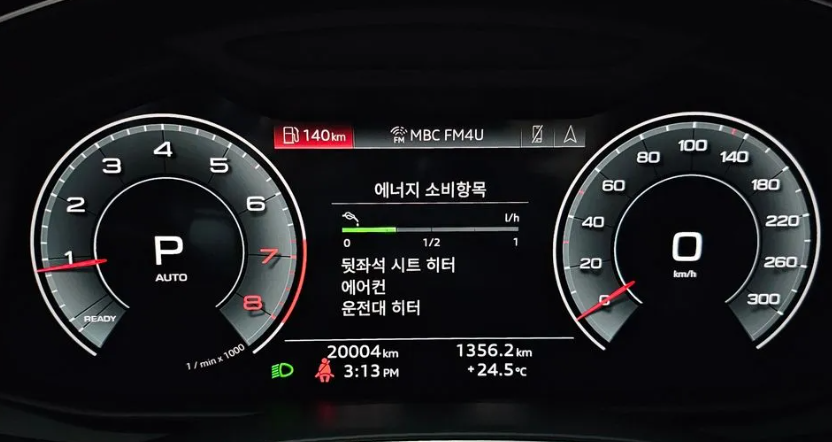 140km
FM
MBC FM4U
에너지 소비항목
l/h
0 1/2 1
뒷좌석 시트 히터
에어컨
운전대 히터
20004km 1356.2km
3:13 PM +24.5°C
READY 1 2 3 4 5 6 7 8
P
AUTO
1 / min x 1000
0 20 40 60 80 100 140 180 220 260 300
0
km/h